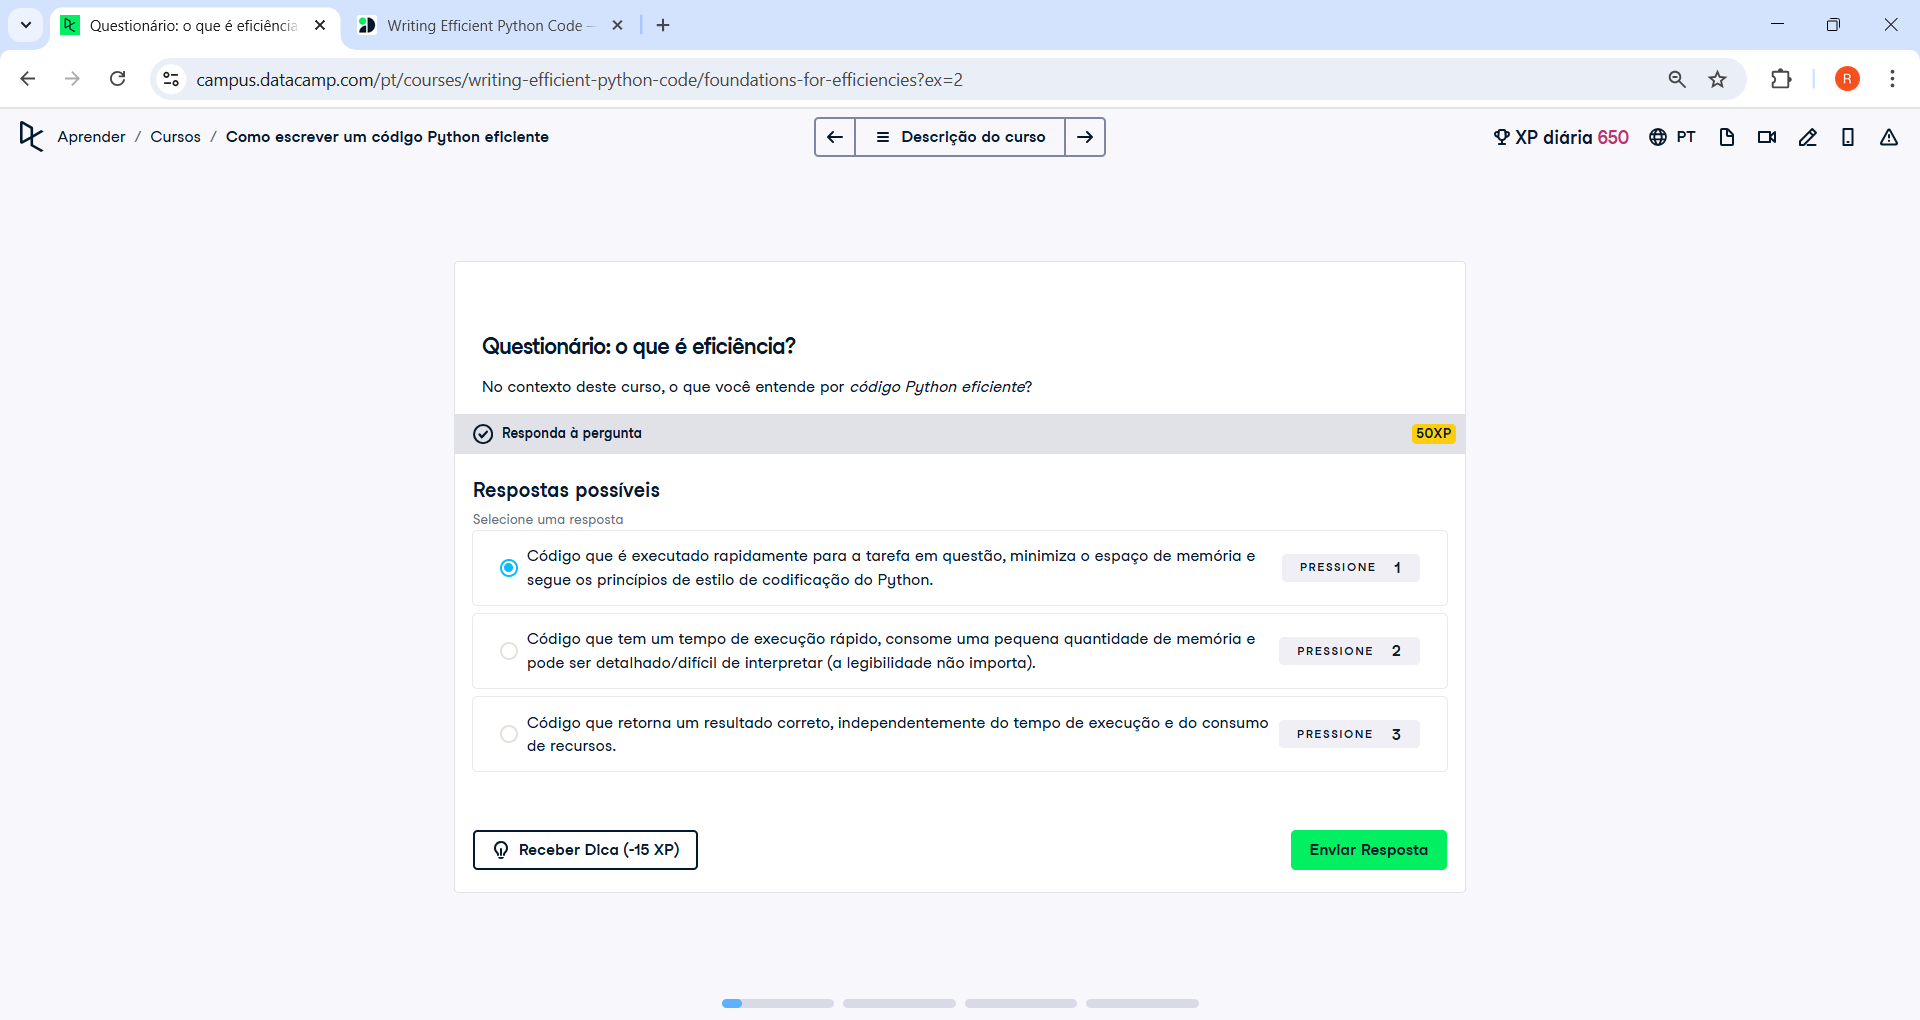 Questionário: o que é eficiência
Writing Efficient Python Code –
campus.datacamp.com/pt/courses/writing-efficient-python-code/foundations-for-efficiencies?ex=2
R
Aprender / Cursos / Como escrever um código Python eficiente
Descrição do curso
XP diária 650
PT
Questionário: o que é eficiência?
No contexto deste curso, o que você entende por código Python eficiente?
Responda à pergunta
50XP
Respostas possíveis
Selecione uma resposta
Código que é executado rapidamente para a tarefa em questão, minimiza o espaço de memória e
segue os princípios de estilo de codificação do Python.
PRESSIONE 1
Código que tem um tempo de execução rápido, consome uma pequena quantidade de memória e
pode ser detalhado/difícil de interpretar (a legibilidade não importa).
PRESSIONE 2
Código que retorna um resultado correto, independentemente do tempo de execução e do consumo
de recursos.
PRESSIONE 3
Receber Dica (-15 XP)
Enviar Resposta